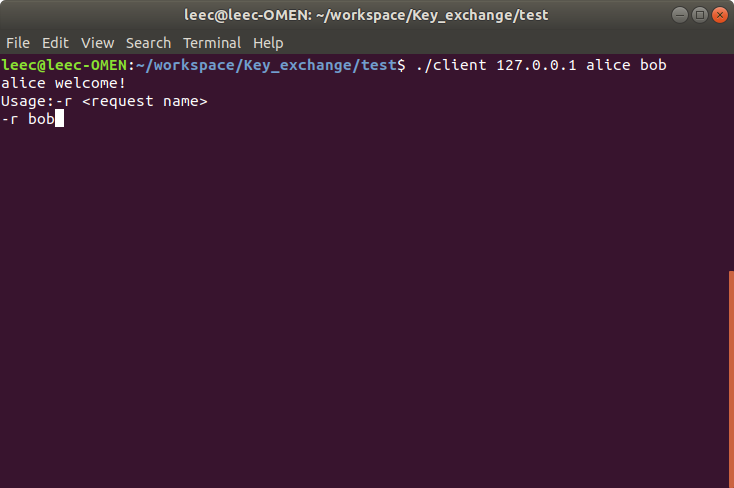 leec@leec-OMEN: ~/workspace/Key_exchange/test
File Edit View Search Terminal Help
leec@leec-OMEN:~/workspace/Key_exchange/test$ ./client 127.0.0.1 alice bob
alice welcome!
Usage:-r <request name>
-r bob